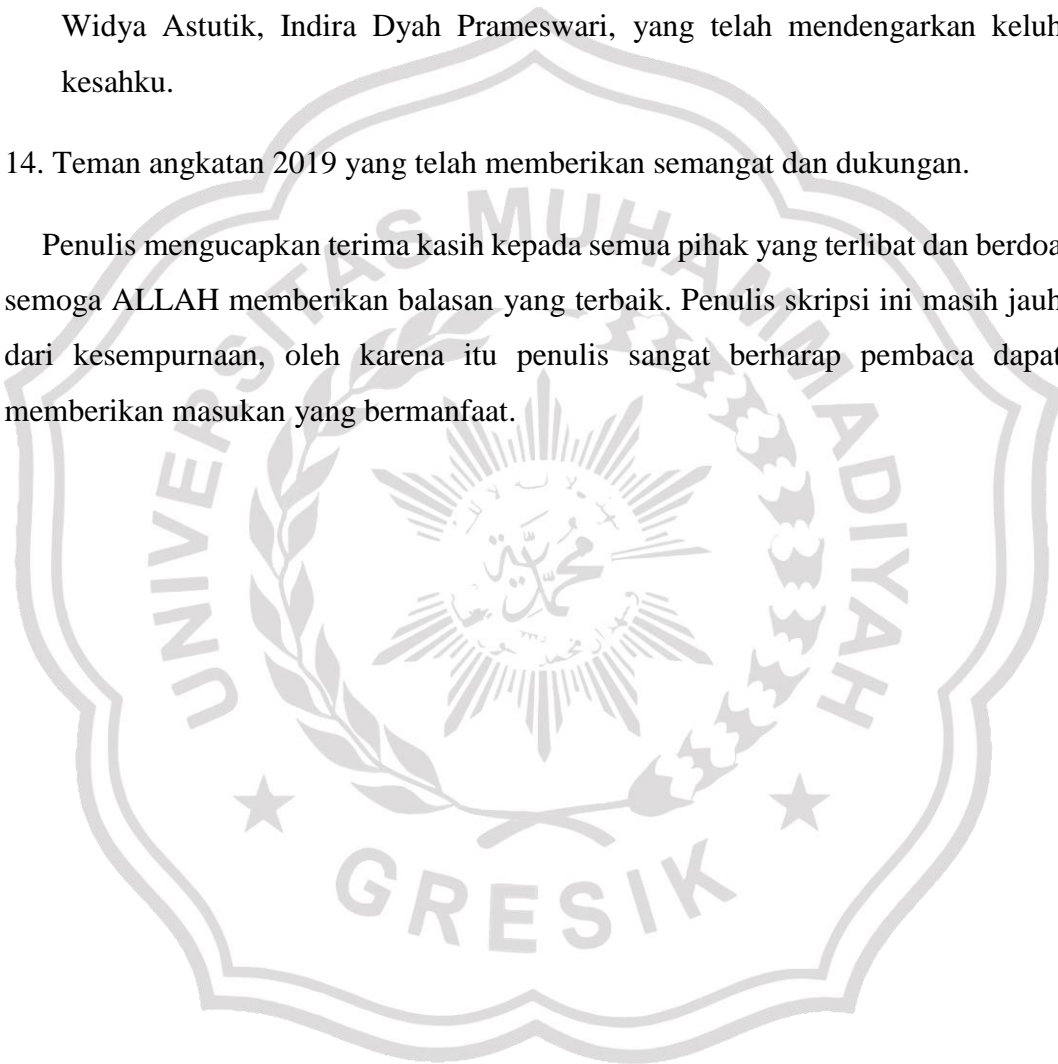 Widya Astutik, Indira Dyah Prameswari, yang telah mendengarkan keluh
kesahku.
14. Teman angkatan 2019 yang telah memberikan semangat dan dukungan.
Penulis mengucapkan terima kasih kepada semua pihak yang terlibat dan berdoa
semoga ALLAH memberikan balasan yang terbaik. Penulis skripsi ini masih jauh
dari kesempurnaan, oleh karena itu penulis sangat berharap pembaca dapat
memberikan masukan yang bermanfaat.
UNIVERSITAS MUHAMMADIYAH
محمدية
GRESIK